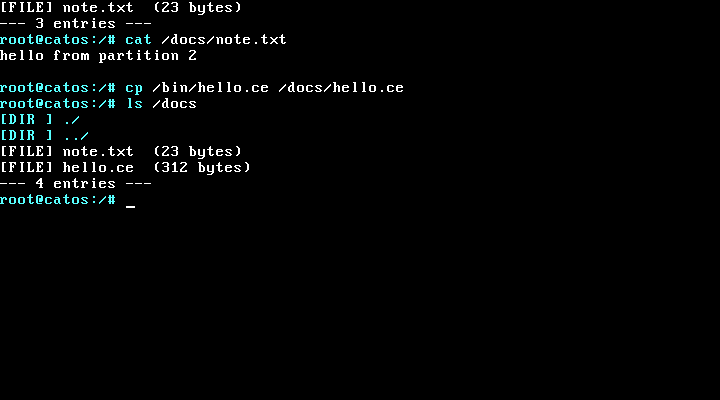 [FILE] note.txt  (23 bytes)
--- 3 entries ---
root@catos:/# cat /docs/note.txt
hello from partition 2

root@catos:/# cp /bin/hello.ce /docs/hello.ce
root@catos:/# ls /docs
[DIR ] ./
[DIR ] ../
[FILE] note.txt  (23 bytes)
[FILE] hello.ce  (312 bytes)
--- 4 entries ---
root@catos:/# _